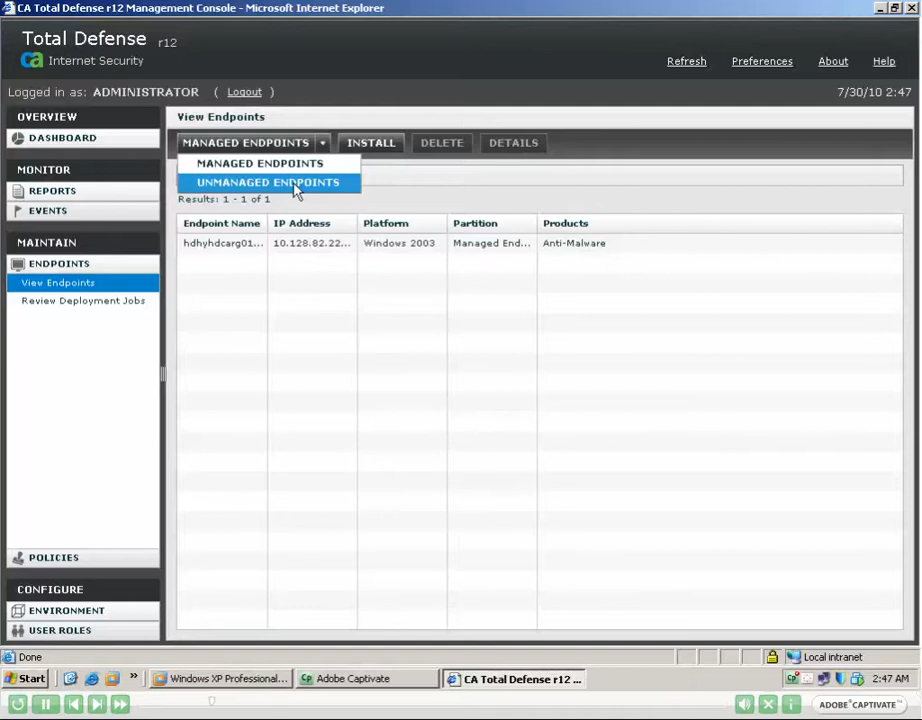 CA Total Defense r12 Management Console - Microsoft Internet Explorer
Total Defense r12
ca Internet Security
Refresh Preferences About Help
Logged in as: ADMINISTRATOR ( Logout ) 7/30/10 2:47
OVERVIEW
DASHBOARD
MONITOR
REPORTS
EVENTS
MAINTAIN
ENDPOINTS
View Endpoints
Review Deployment Jobs
POLICIES
CONFIGURE
ENVIRONMENT
USER ROLES
View Endpoints
MANAGED ENDPOINTS INSTALL DELETE DETAILS
MANAGED ENDPOINTS
UNMANAGED ENDPOINTS
Results: 1 - 1 of 1
Endpoint Name IP Address Platform Partition Products
hdhyhdcarg01... 10.128.82.22... Windows 2003 Managed End... Anti-Malware
Done Local intranet
Start » Windows XP Professional... Adobe Captivate CA Total Defense r12 ... 2:47 AM
ADOBE® CAPTIVATE®